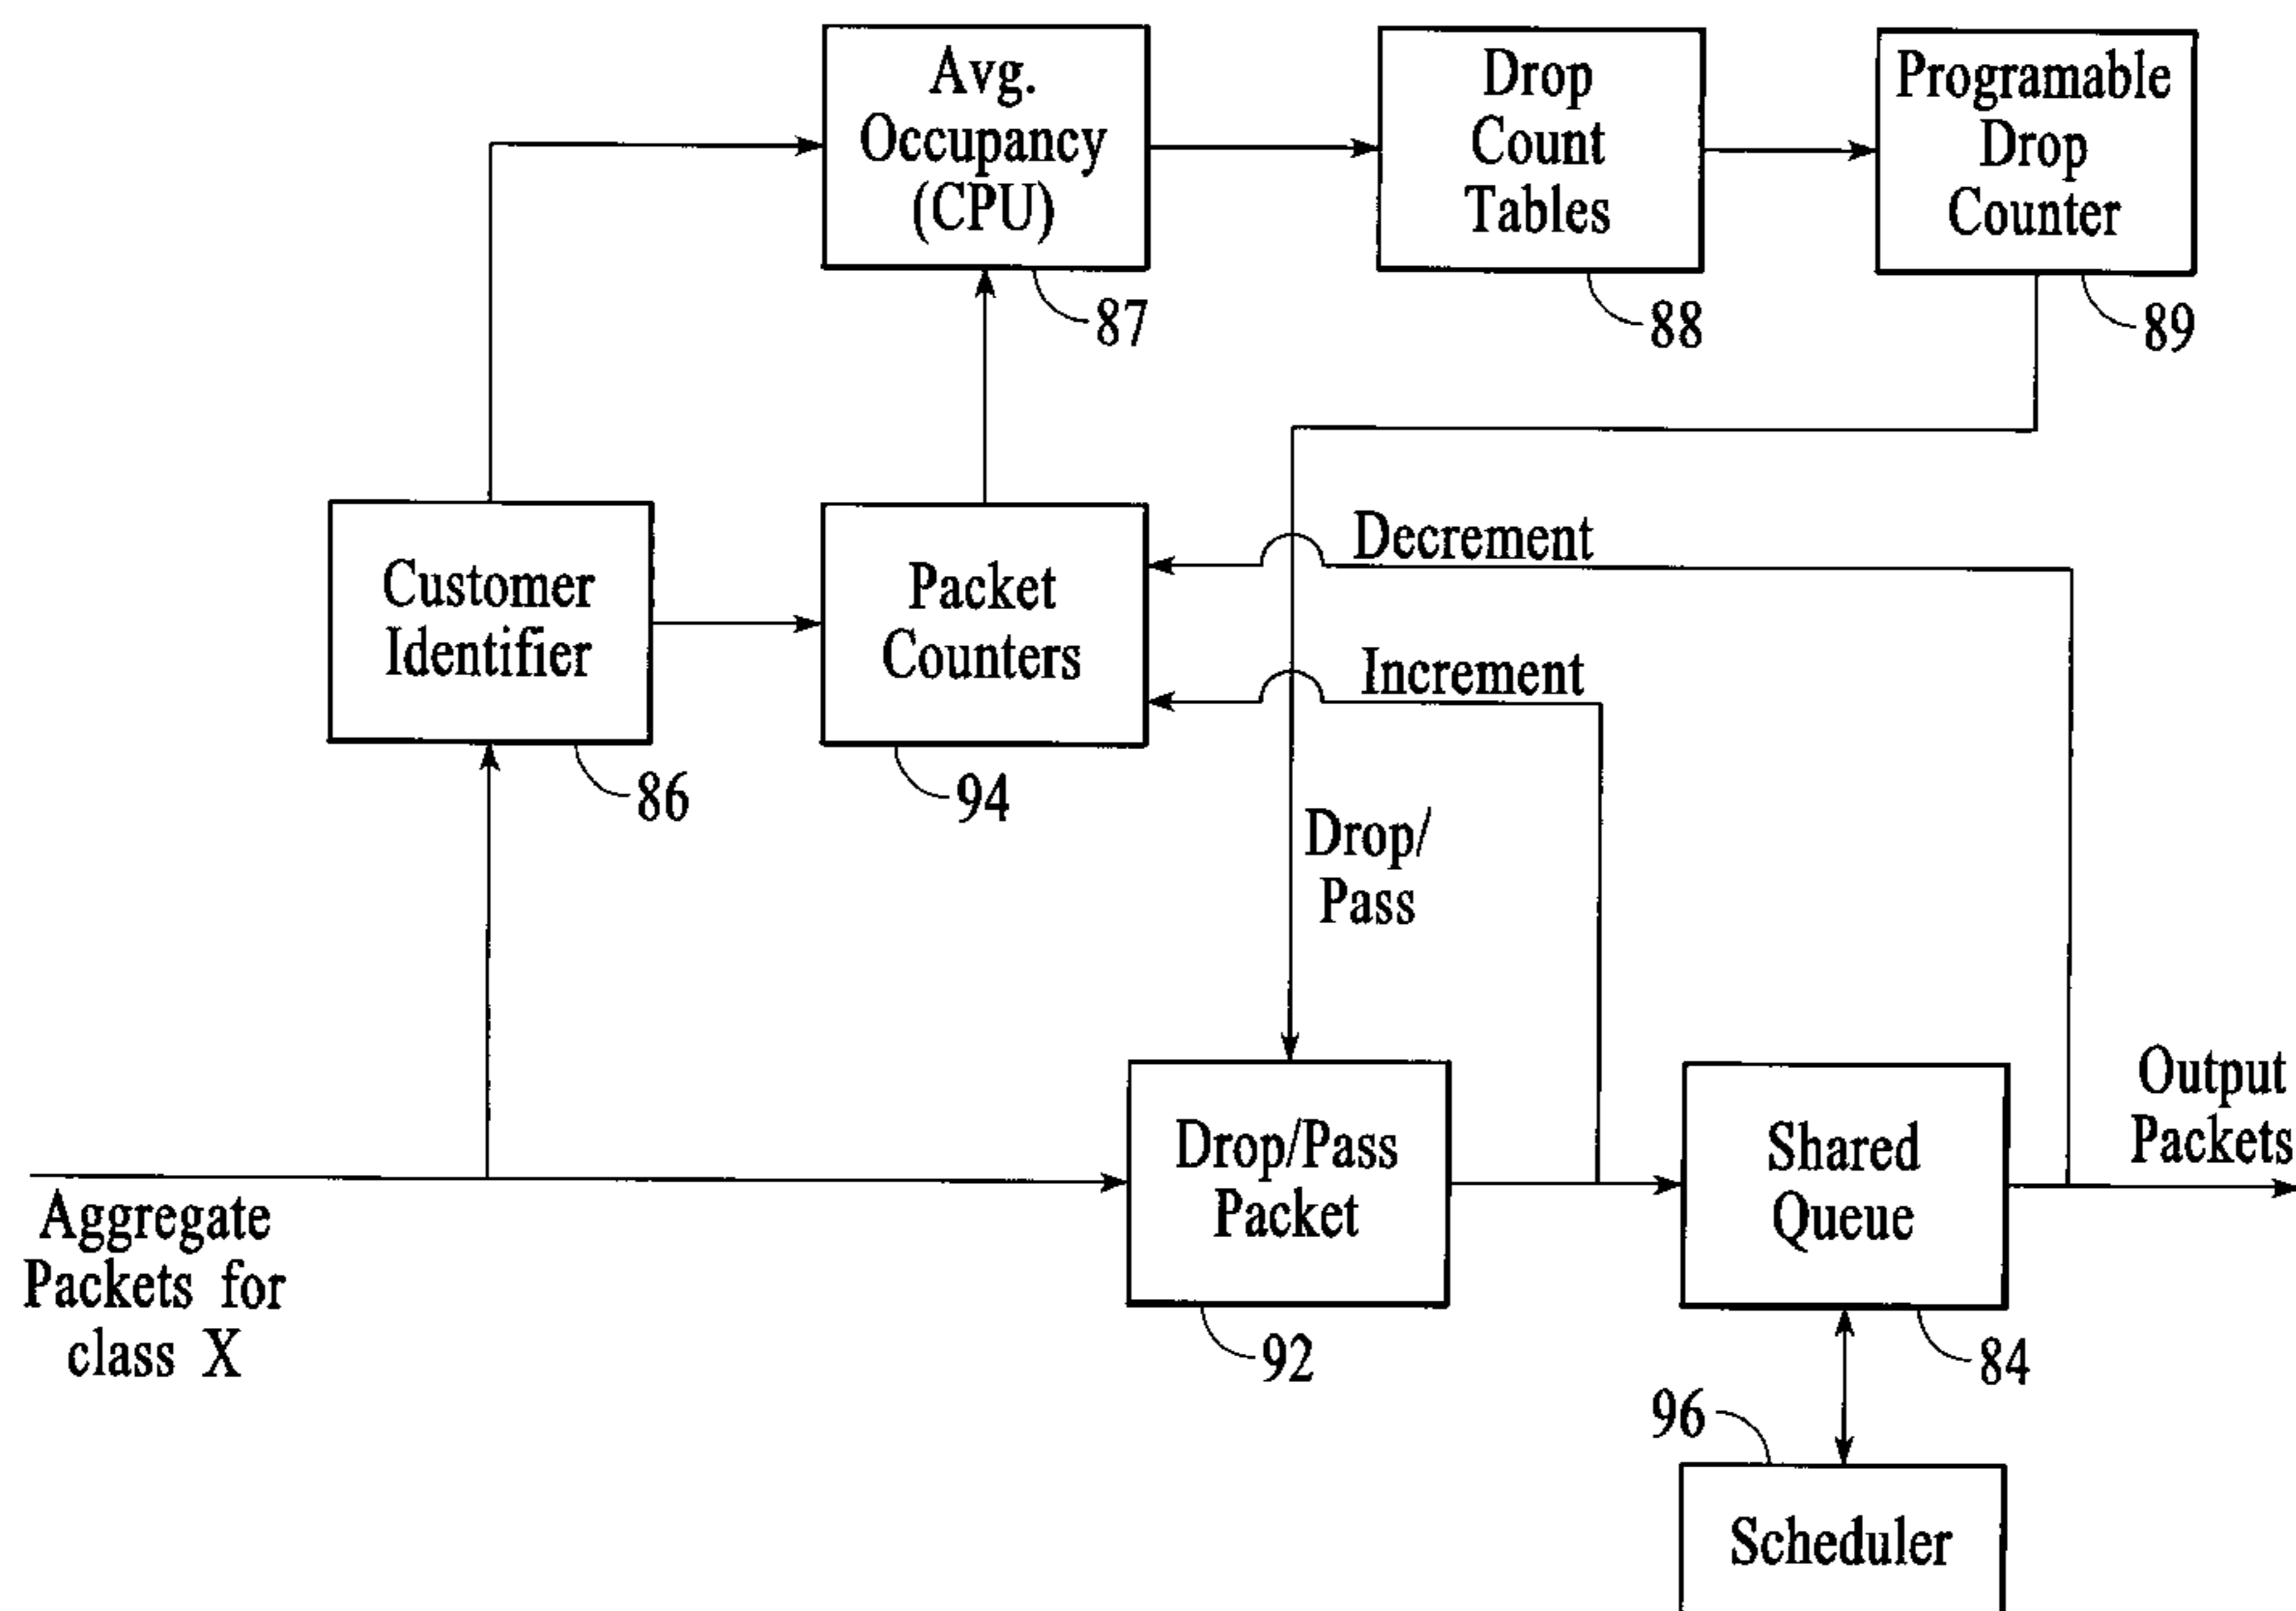 Avg.
Occupancy
(CPU)
87
Drop
Count
Tables
88
Programable
Drop
Counter
89
Customer
Identifier
86
Packet
Counters
94
Decrement
Increment
Drop/
Pass
Aggregate
Packets for
class X
Drop/Pass
Packet
92
Shared
Queue
84
Output
Packets
96
Scheduler